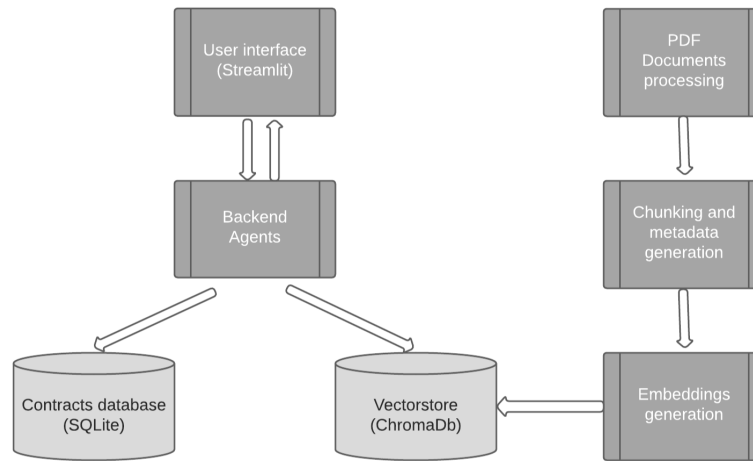 User interface
(Streamlit)
PDF
Documents
processing
Backend
Agents
Chunking and
metadata
generation
Contracts database
(SQLite)
Vectorstore
(ChromaDb)
Embeddings
generation